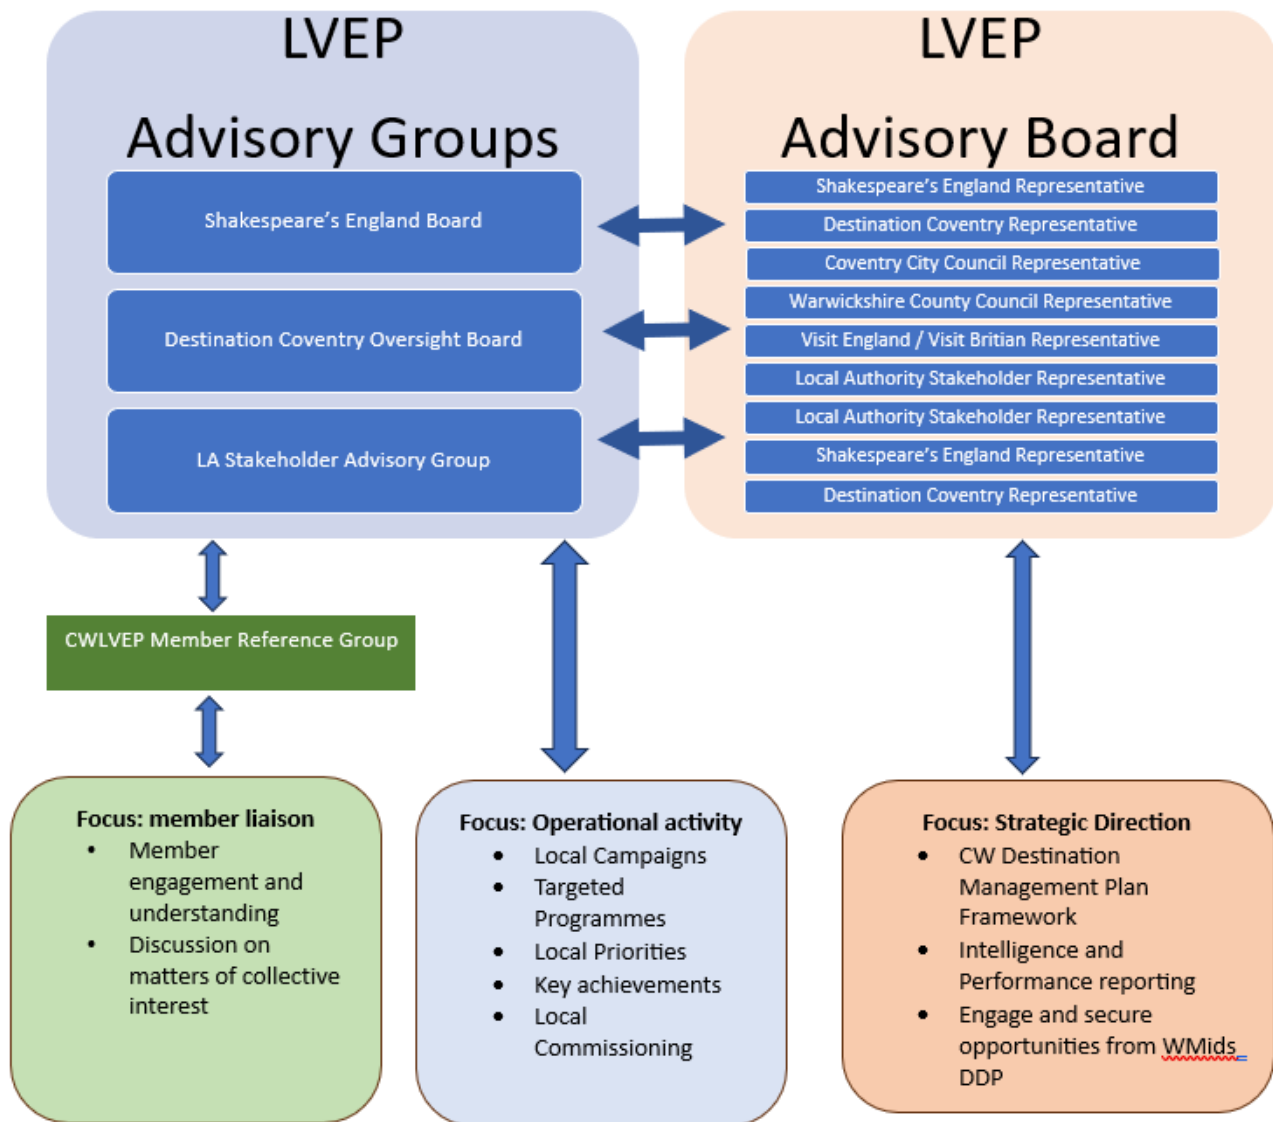 LVEP
Advisory Groups
Shakespeare's England Board
Destination Coventry Oversight Board
LA Stakeholder Advisory Group
LVEP
Advisory Board
Shakespeare's England Representative
Destination Coventry Representative
Coventry City Council Representative
Warwickshire County Council Representative
Visit England / Visit Britian Representative
Local Authority Stakeholder Representative
Local Authority Stakeholder Representative
Shakespeare's England Representative
Destination Coventry Representative
CWLVEP Member Reference Group
Focus: member liaison
• Member
engagement and
understanding
• Discussion on
matters of collective
interest
Focus: Operational activity
• Local Campaigns
• Targeted
Programmes
• Local Priorities
• Key achievements
• Local
Commissioning
Focus: Strategic Direction
• CW Destination
Management Plan
Framework
• Intelligence and
Performance reporting
• Engage and secure
opportunities from WMids
DDP